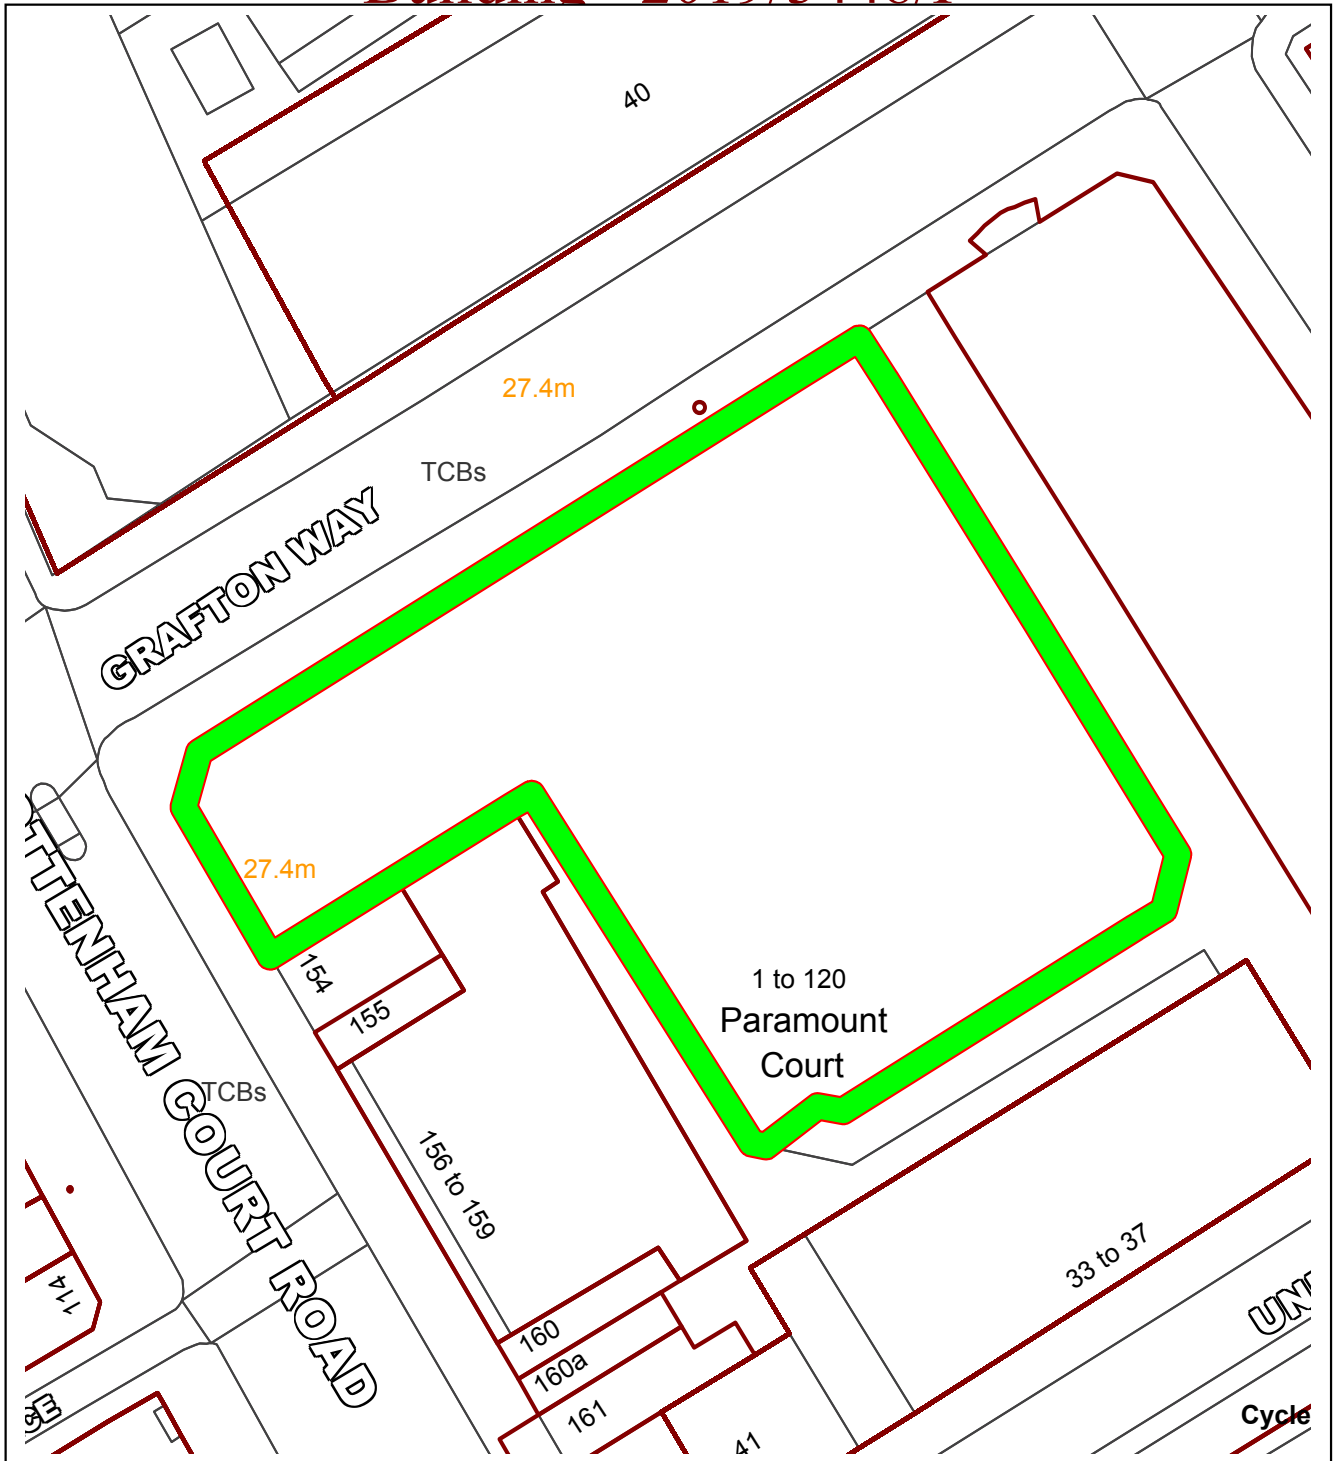 40
27.4m
TCBs
GRAFTON WAY
27.4m
154
155
1 to 120
Paramount
Court
TTENHAM COURT ROAD
TCBs
156 to 159
114
33 to 37
160
160a
161
41
Cycle